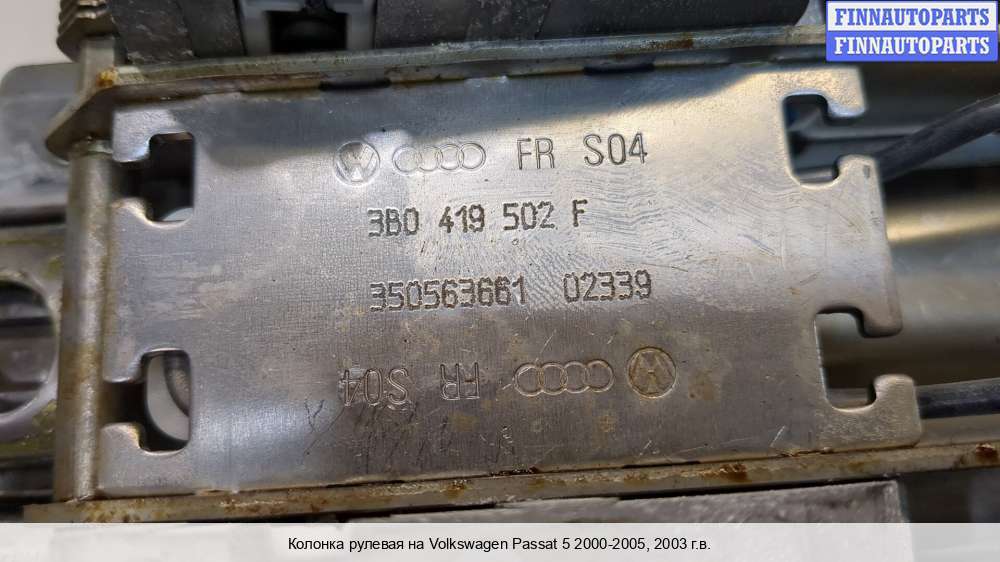 FINNAUTOPARTS
FINNAUTOPARTS
FR S04
3B0 419 502 F
350563661 02339
FR S04
Колонка рулевая на Volkswagen Passat 5 2000-2005, 2003 г.в.